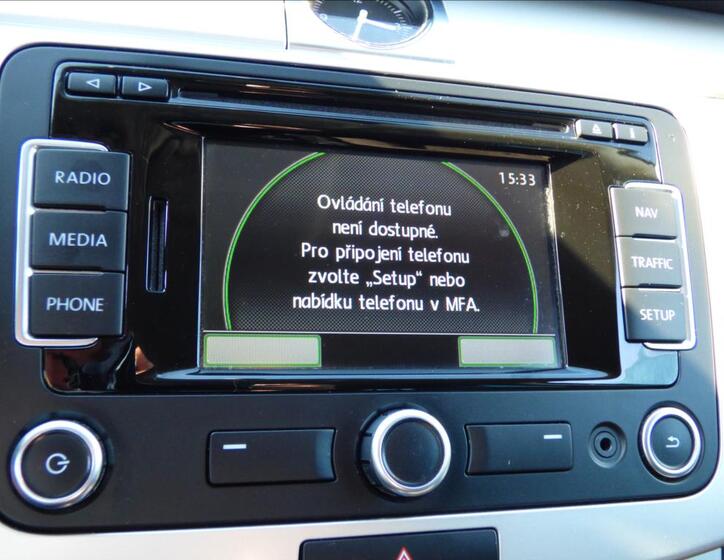 15:33
Ovládání telefonu
není dostupné.
Pro připojení telefonu
zvolte „Setup“ nebo
nabídku telefonu v MFA.
RADIO
MEDIA
PHONE
NAV
TRAFFIC
SETUP